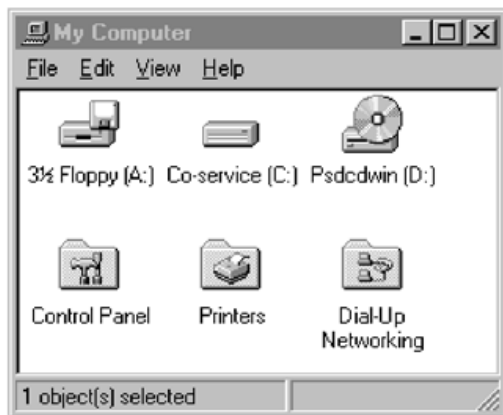 My Computer
File Edit View Help
3½ Floppy (A:) Co-service (C:) Psdcdwin (D:)
Control Panel Printers Dial-Up
Networking
1 object(s) selected